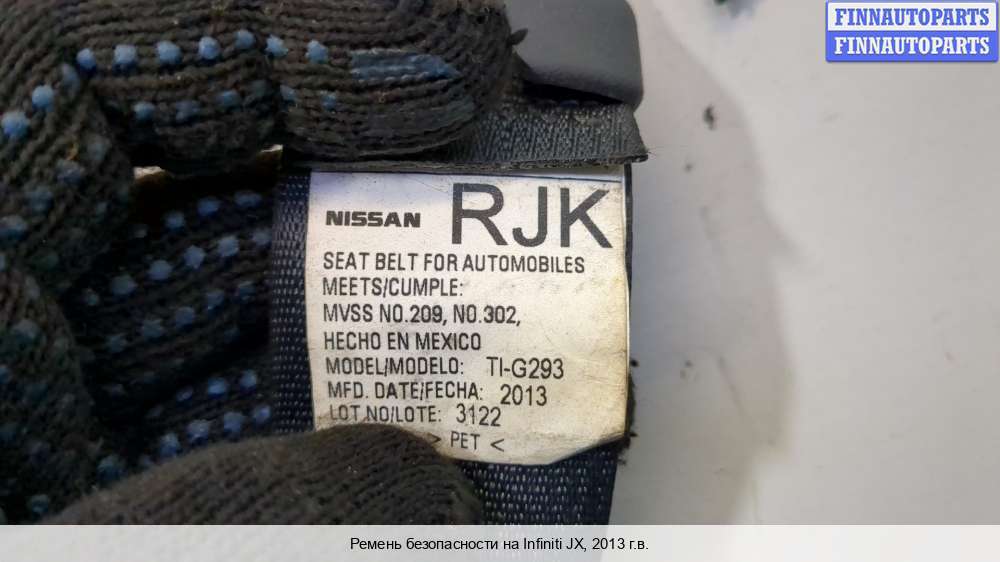 FINNAUTOPARTS
FINNAUTOPARTS
NISSAN RJK
SEAT BELT FOR AUTOMOBILES
MEETS/CUMPLE:
MVSS NO.209, NO.302,
HECHO EN MEXICO
MODEL/MODELO: TI-G293
MFD. DATE/FECHA: 2013
LOT NO/LOTE: 3122
> PET <
Ремень безопасности на Infiniti JX, 2013 г.в.